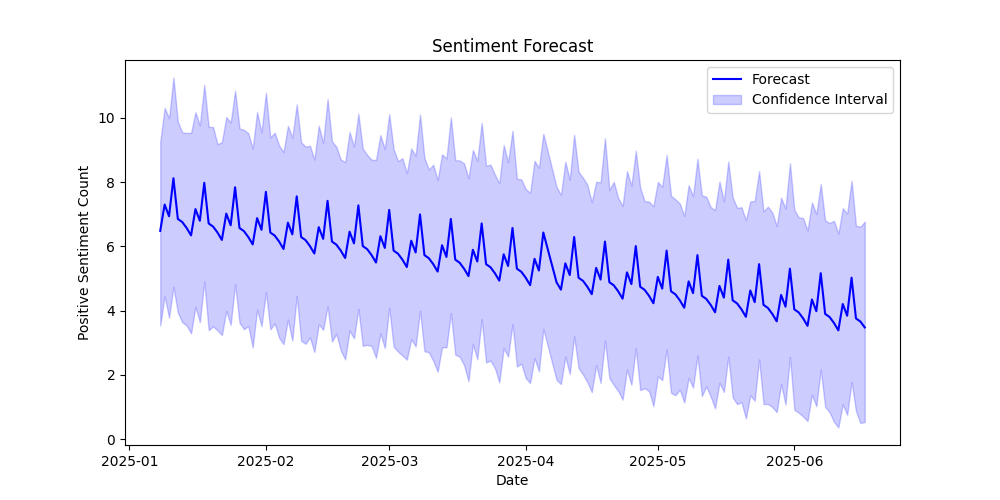 Sentiment Forecast
Forecast
Confidence Interval
Positive Sentiment Count
10
8
6
4
2
0
2025-01
2025-02
2025-03
2025-04
2025-05
2025-06
Date